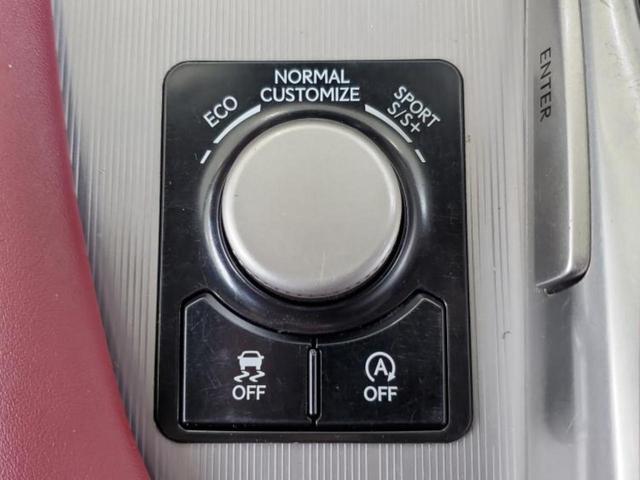 NORMAL
CUSTOMIZE
ECO
SPORT
S/S+
OFF
A
OFF
ENTER